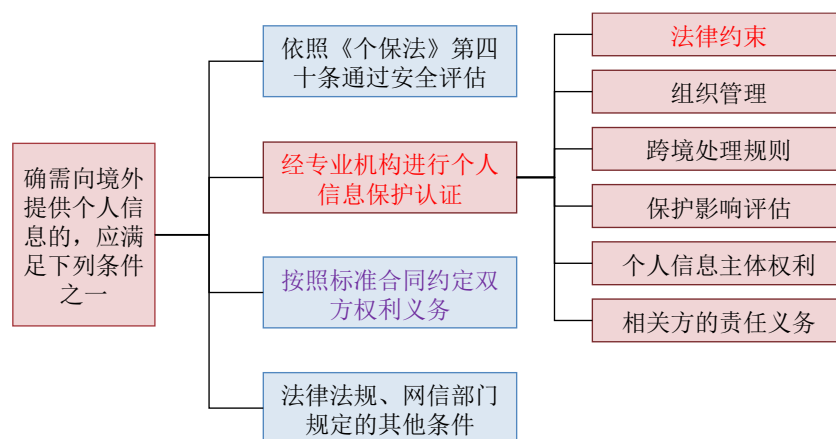 确需向境外
提供个人信
息的，应满
足下列条件
之一
依照《个保法》第四
十条通过安全评估
经专业机构进行个人
信息保护认证
按照标准合同约定双
方权利义务
法律法规、网信部门
规定的其他条件
法律约束
组织管理
跨境处理规则
保护影响评估
个人信息主体权利
相关方的责任义务